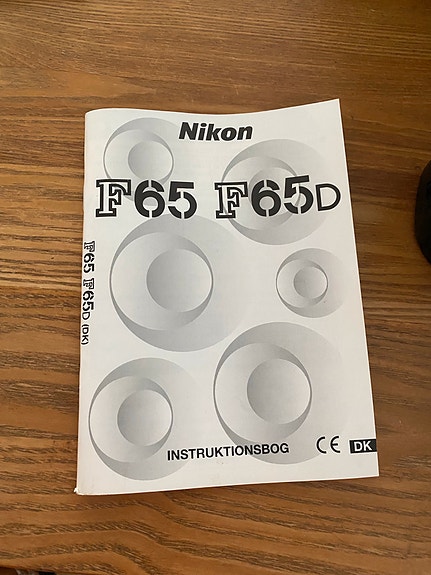 Nikon
F65 F65D
F65 F65D (DK)
INSTRUKTIONSBOG CE DK